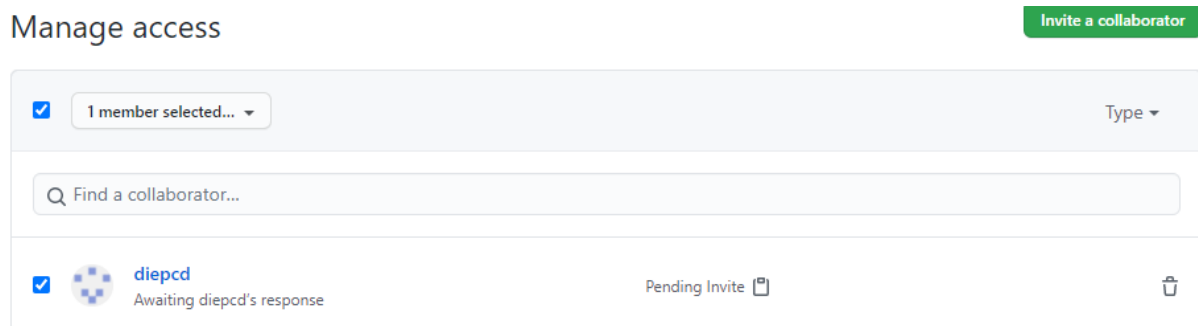 Manage access
Invite a collaborator
1 member selected...
Type
Find a collaborator...
diepcd
Awaiting diepcd's response
Pending Invite